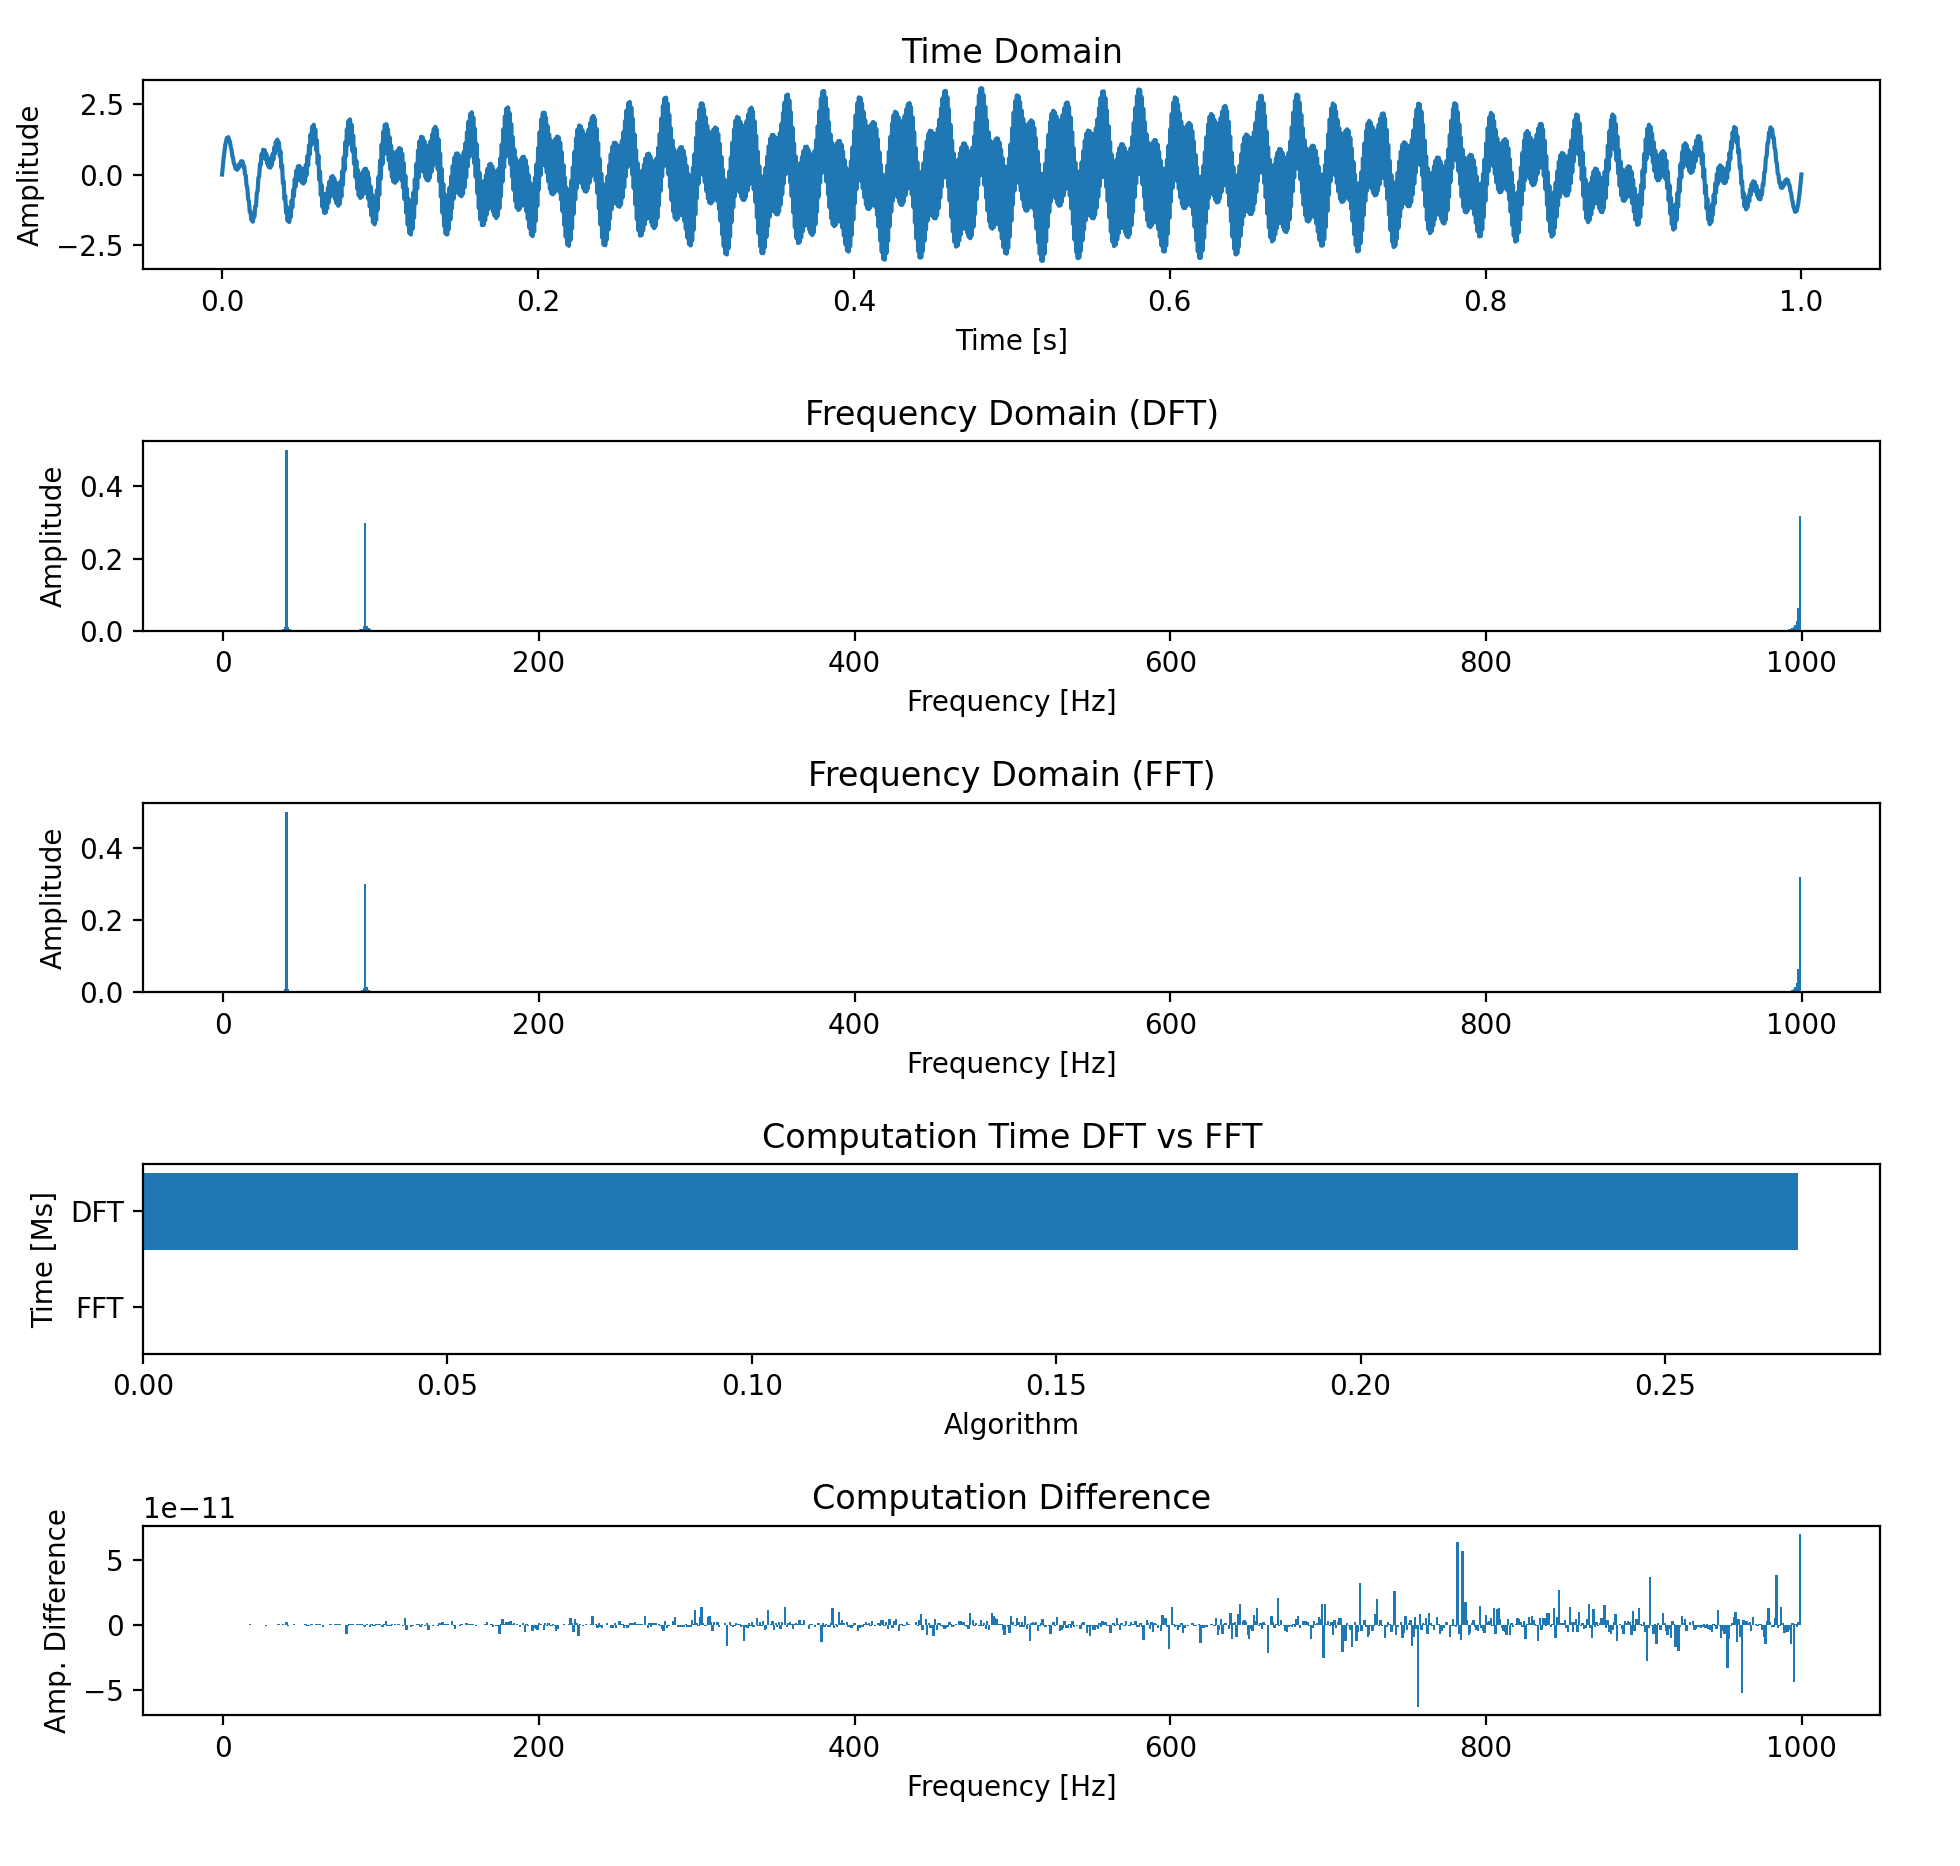 Time Domain
Amplitude
2.5
0.0
−2.5
0.0 0.2 0.4 0.6 0.8 1.0
Time [s]
Frequency Domain (DFT)
Amplitude
0.4
0.2
0.0
0 200 400 600 800 1000
Frequency [Hz]
Frequency Domain (FFT)
Amplitude
0.4
0.2
0.0
0 200 400 600 800 1000
Frequency [Hz]
Computation Time DFT vs FFT
Time [Ms]
DFT
FFT
0.00 0.05 0.10 0.15 0.20 0.25
Algorithm
Computation Difference
1e−11
Amp. Difference
5
0
−5
0 200 400 600 800 1000
Frequency [Hz]